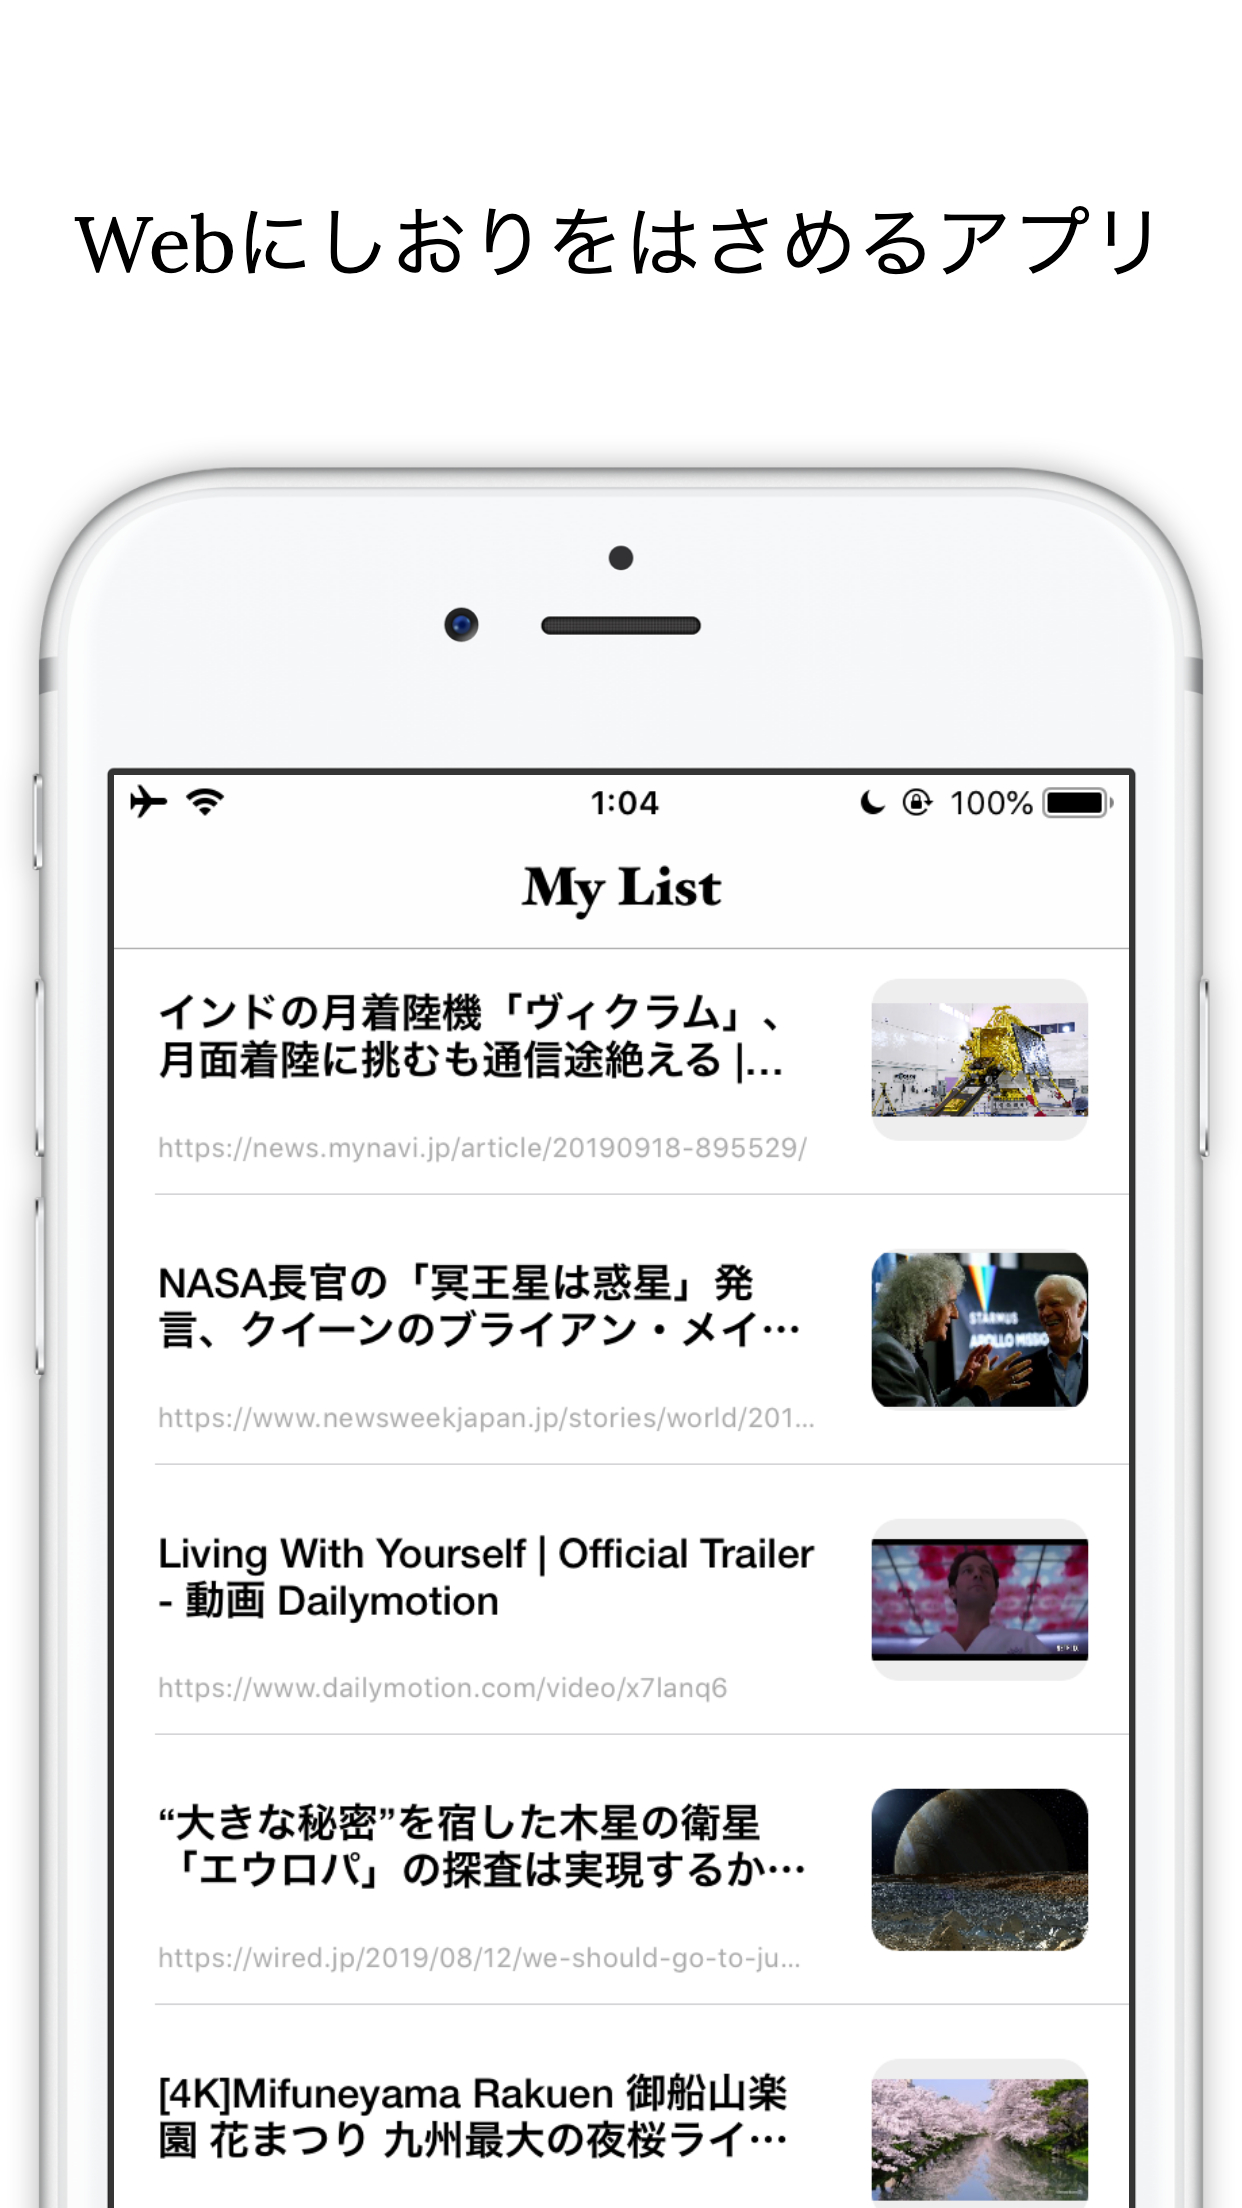 Webにしおりをはさめるアプリ
1:04
100%
My List
インドの月着陸機「ヴィクラム」、
月面着陸に挑むも通信途絶える |...
https://news.mynavi.jp/article/20190918-895529/
NASA長官の「冥王星は惑星」発
言、クイーンのブライアン・メイ…
STARMUS
APOLLO MISSIO
https://www.newsweekjapan.jp/stories/world/201...
Living With Yourself | Official Trailer
- 動画 Dailymotion
https://www.dailymotion.com/video/x7lanq6
“大きな秘密”を宿した木星の衛星
「エウロパ」の探査は実現するか…
https://wired.jp/2019/08/12/we-should-go-to-ju...
[4K]Mifuneyama Rakuen 御船山楽
園 花まつり 九州最大の夜桜ライ…